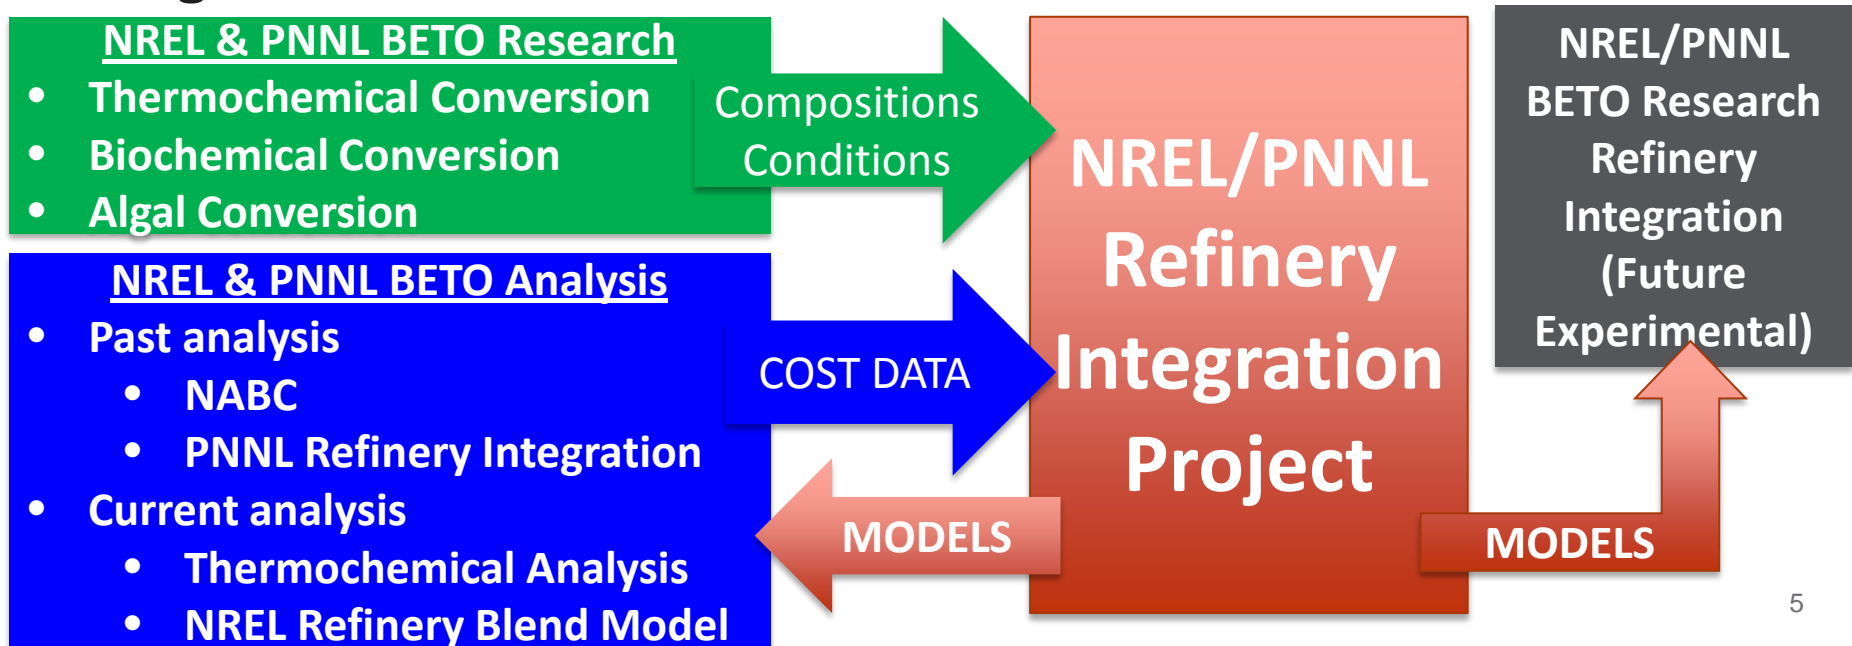 NREL & PNNL BETO Research
• Thermochemical Conversion
• Biochemical Conversion
• Algal Conversion
Compositions
Conditions
NREL & PNNL BETO Analysis
• Past analysis
• NABC
• PNNL Refinery Integration
• Current analysis
• Thermochemical Analysis
• NREL Refinery Blend Model
COST DATA
MODELS
NREL/PNNL
Refinery
Integration
Project
MODELS
NREL/PNNL
BETO Research
Refinery
Integration
(Future
Experimental)
5